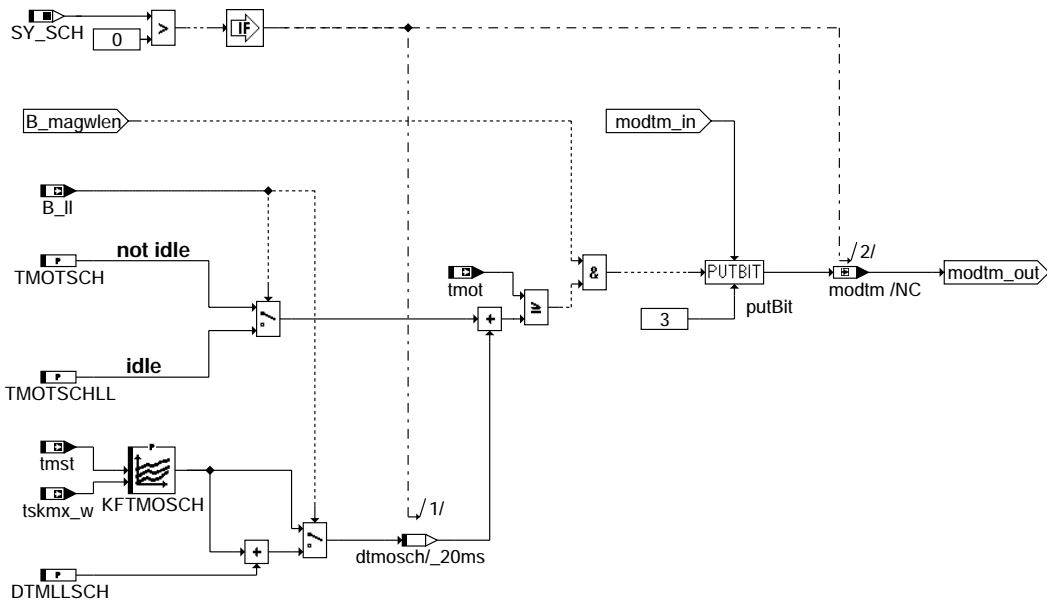 SY_SCH
0
>
IF
B_magwlen
modtm_in
B_ll
not idle
TMOTSCH
tmot
&
≥
+
PUTBIT
putBit
3
/2/
modtm /NC
modtm_out
idle
TMOTSCHLL
tmst
tskmx_w
P
KFTMOSCH
+
/1/
dtmosch/_20ms
P
DTMLLSCH
P
P